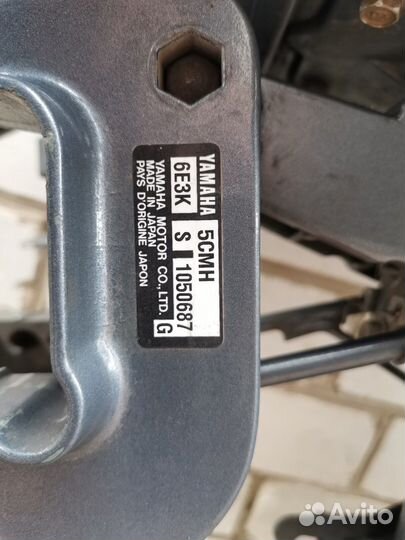 YAMAHA 5CMH
6E3K S 1050687
YAMAHA MOTOR CO., LTD. G
MADE IN JAPAN
PAYS D'ORIGINE JAPON
Avito